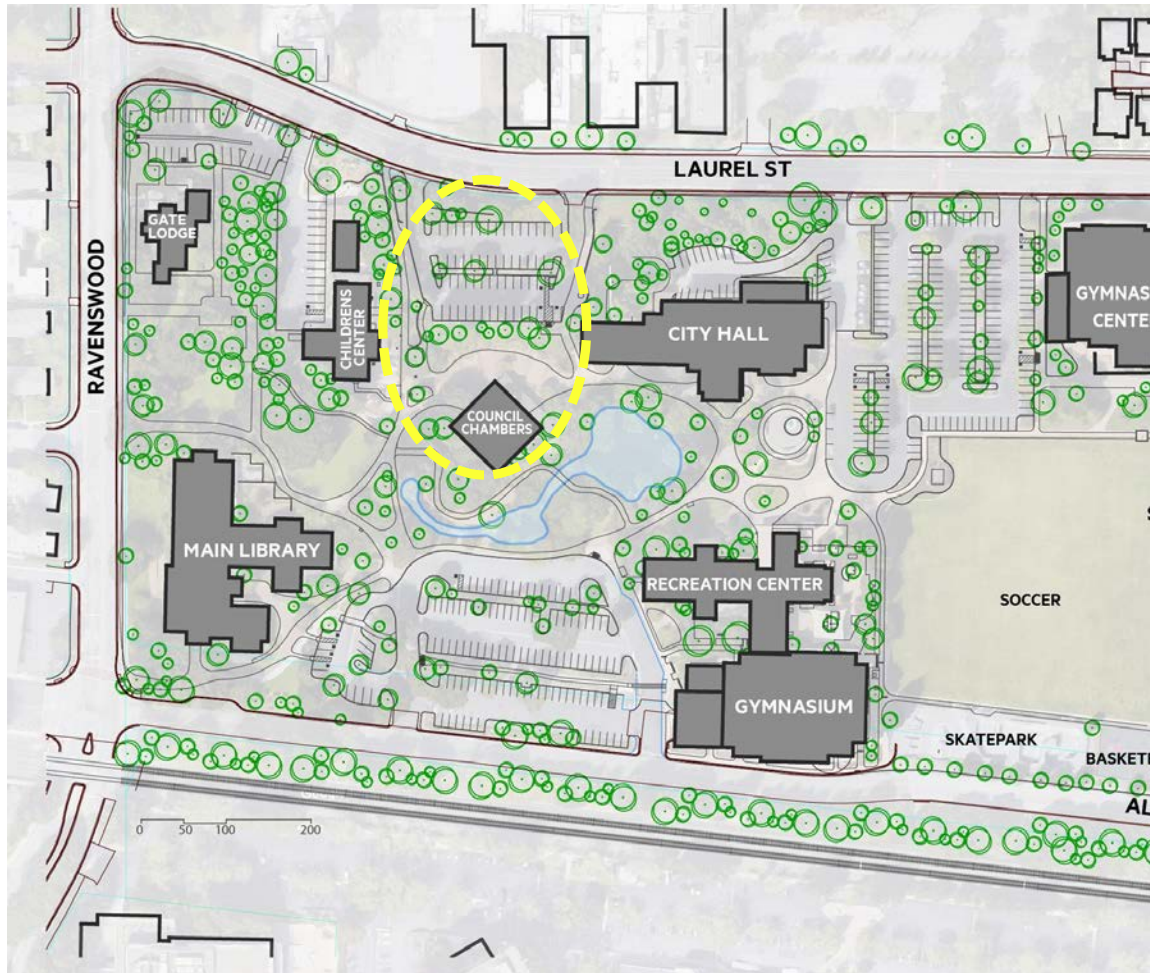 LAUREL ST
RAVENSWOOD
GATE
LODGE
CHILDRENS
CENTER
CITY HALL
GYMNAS
CENTE
COUNCIL
CHAMBERS
MAIN LIBRARY
RECREATION CENTER
SOCCER
S
GYMNASIUM
SKATEPARK
BASKET
AL
0 50 100 200